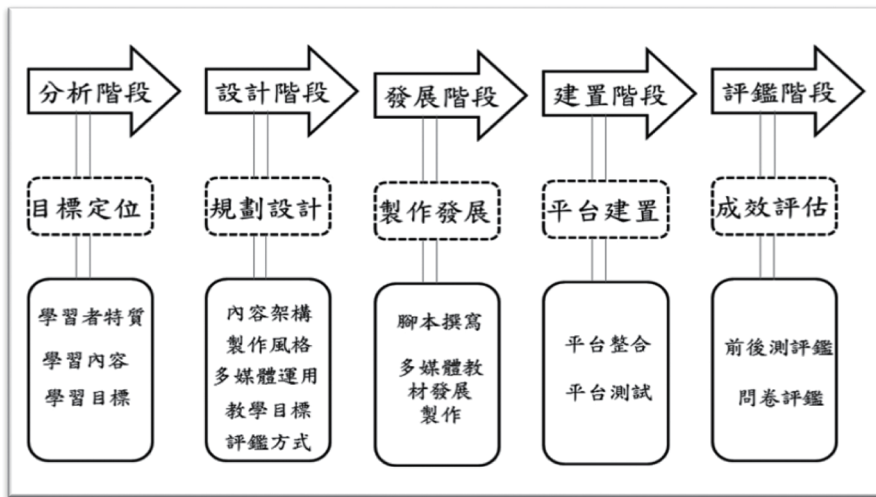 分析階段
設計階段
發展階段
建置階段
評鑑階段
目標定位
規劃設計
製作發展
平台建置
成效評估
學習者特質
學習內容
學習目標
內容架構
製作風格
多媒體運用
教學目標
評鑑方式
腳本撰寫
多媒體教
材發展
製作
平台整合
平台測試
前後測評鑑
問卷評鑑